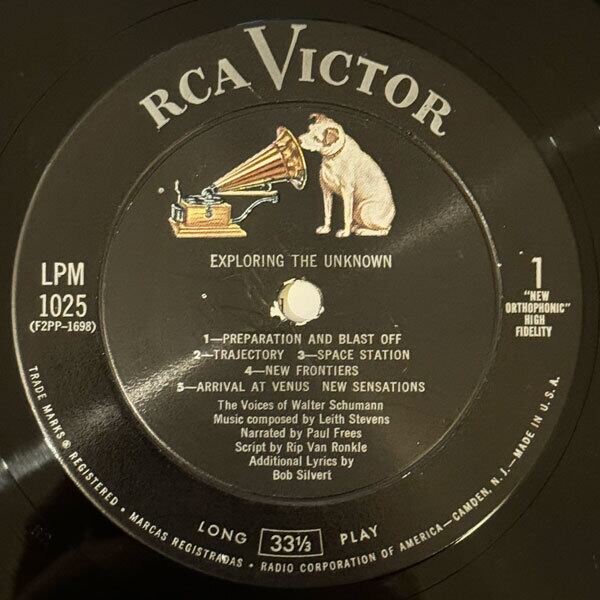 RCA VICTOR
EXPLORING THE UNKNOWN
LPM
1025
(F2PP-1698)
1
"NEW
ORTHOPHONIC"
HIGH
FIDELITY
1—PREPARATION AND BLAST OFF
2—TRAJECTORY 3—SPACE STATION
4—NEW FRONTIERS
5—ARRIVAL AT VENUS NEW SENSATIONS
The Voices of Walter Schumann
Music composed by Leith Stevens
Narrated by Paul Frees
Script by Rip Van Ronkle
Additional Lyrics by
Bob Silvert
LONG 33⅓ PLAY
TRADE MARKS ® REGISTERED • MARCAS REGISTRADAS • RADIO CORPORATION OF AMERICA—CAMDEN, N.J.—MADE IN U.S.A.